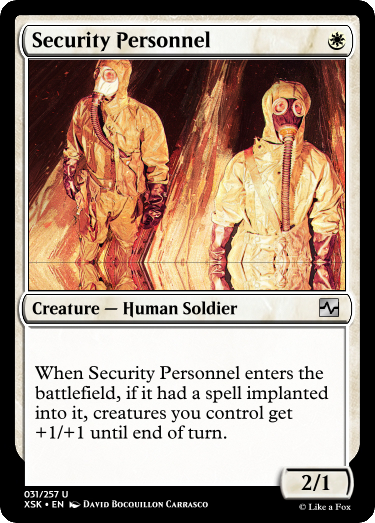 Security Personnel
Creature — Human Soldier
When Security Personnel enters the
battlefield, if it had a spell implanted
into it, creatures you control get
+1/+1 until end of turn.
2/1
031/257 U
XSK • EN David Bocouillon Carrasco
© Like a Fox